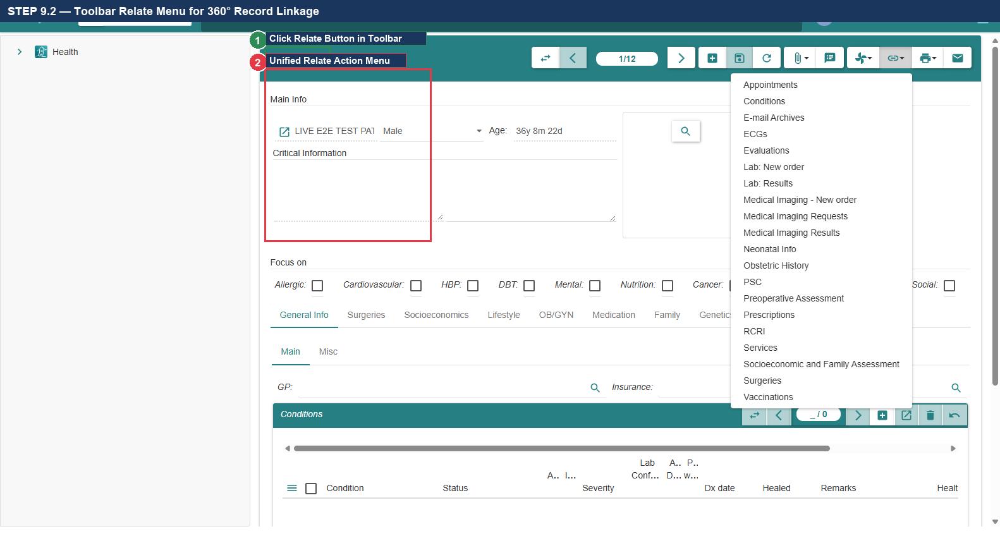 STEP 9.2 — Toolbar Relate Menu for 360° Record Linkage
Health
1 Click Relate Button in Toolbar
2 Unified Relate Action Menu
1/12
Appointments
Conditions
E-mail Archives
ECGs
Evaluations
Lab: New order
Lab: Results
Medical Imaging - New order
Medical Imaging Requests
Medical Imaging Results
Neonatal Info
Obstetric History
PSC
Preoperative Assessment
Prescriptions
RCRI
Services
Socioeconomic and Family Assessment
Surgeries
Vaccinations
Main Info
LIVE E2E TEST PAT Male Age: 36y 8m 22d
Critical Information
Focus on
Allergic: Cardiovascular: HBP: DBT: Mental: Nutrition: Cancer: Social:
General Info Surgeries Socioeconomics Lifestyle OB/GYN Medication Family Genetics
Main Misc
GP: Insurance:
Conditions _ / 0
Lab A.. P..
A.. I... Conf... D... w...
Severity
Condition Status Dx date Healed Remarks Healt